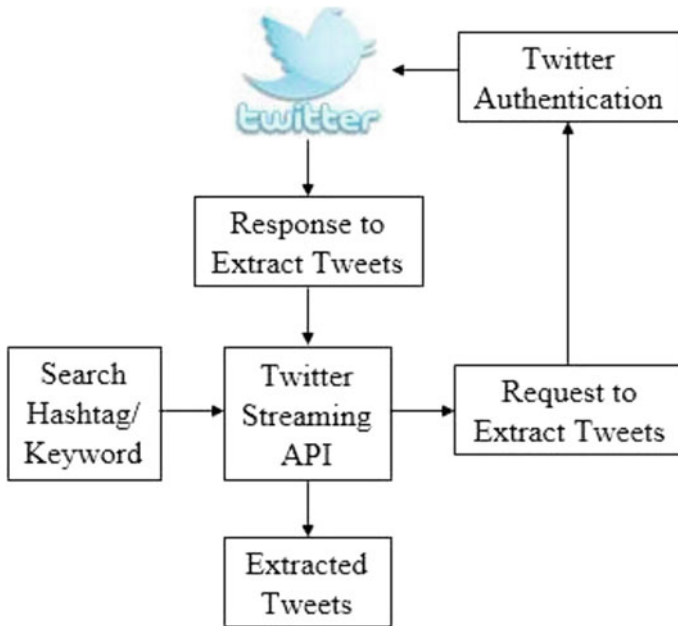 twitter
Twitter
Authentication
Response to
Extract Tweets
Search
Hashtag/
Keyword
Twitter
Streaming
API
Request to
Extract Tweets
Extracted
Tweets